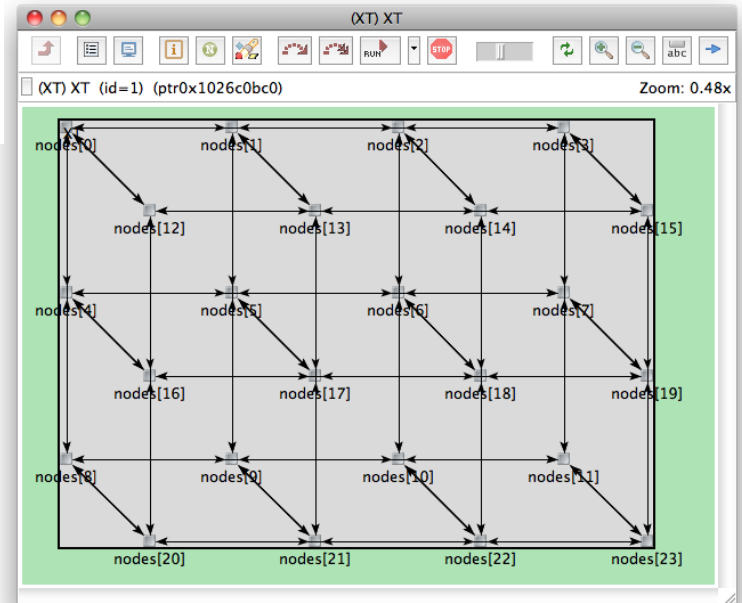 (XT) XT
RUN
STOP
abc
(XT) XT (id=1) (ptr0x1026c0bc0)
Zoom: 0.48x
XT
nodes[0] nodes[1] nodes[2] nodes[3]
nodes[12] nodes[13] nodes[14] nodes[15]
nodes[4] nodes[5] nodes[6] nodes[7]
nodes[16] nodes[17] nodes[18] nodes[19]
nodes[8] nodes[9] nodes[10] nodes[11]
nodes[20] nodes[21] nodes[22] nodes[23]